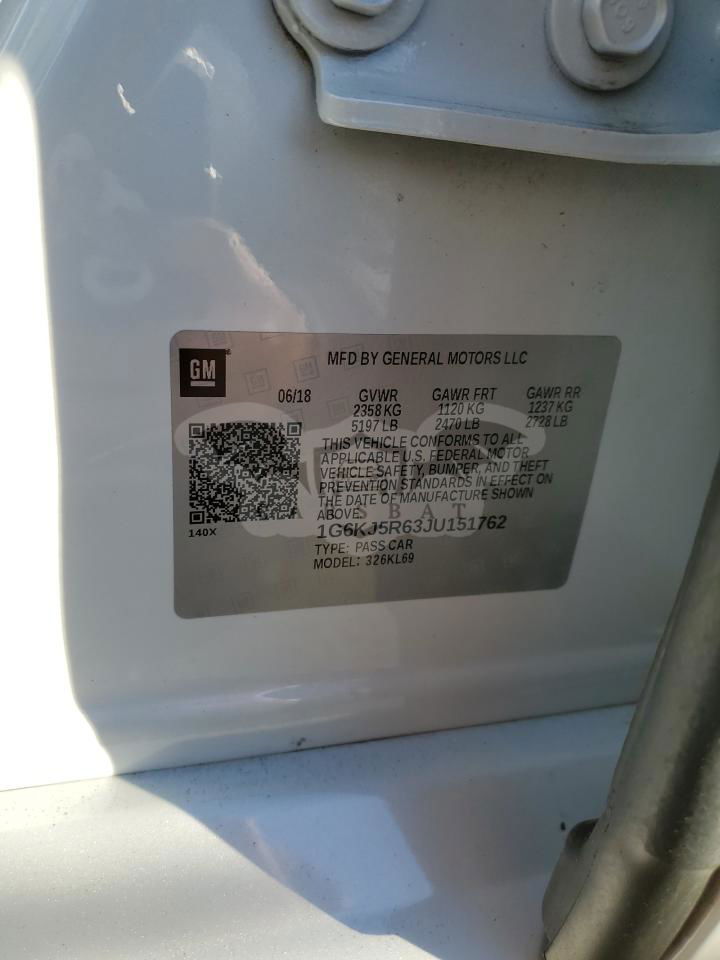 GM
MFD BY GENERAL MOTORS LLC
06/18 GVWR GAWR FRT GAWR RR
2358 KG 1120 KG 1237 KG
5197 LB 2470 LB 2728 LB
THIS VEHICLE CONFORMS TO ALL
APPLICABLE U.S. FEDERAL MOTOR
VEHICLE SAFETY, BUMPER, AND THEFT
PREVENTION STANDARDS IN EFFECT ON
THE DATE OF MANUFACTURE SHOWN
ABOVE.
1G6KJ5R63JU151762
140X
TYPE: PASS CAR
MODEL: 326KL69